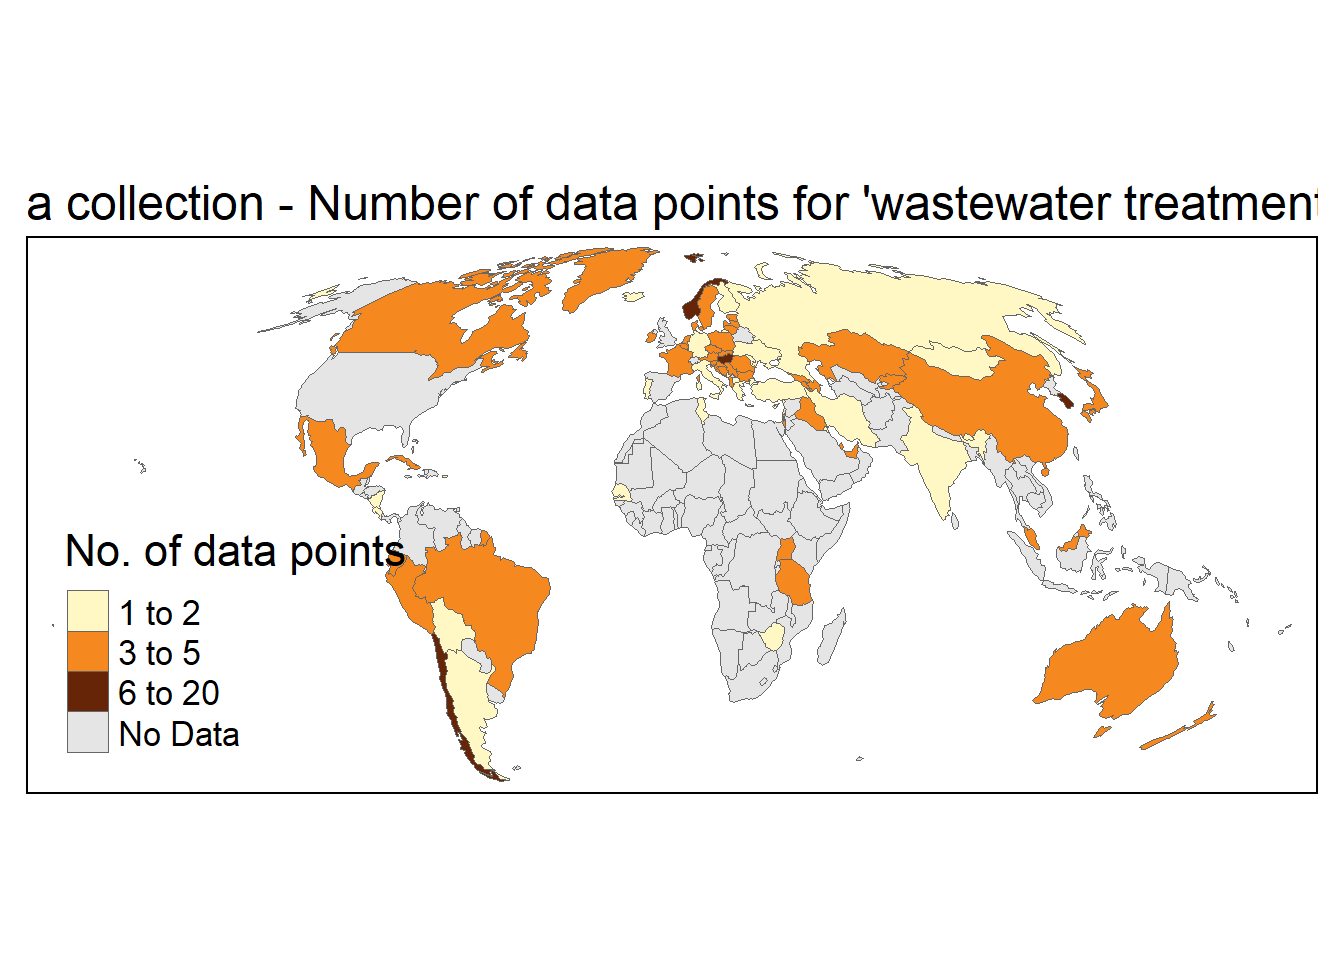 a collection - Number of data points for 'wastewater treatment
No. of data points
1 to 2
3 to 5
6 to 20
No Data